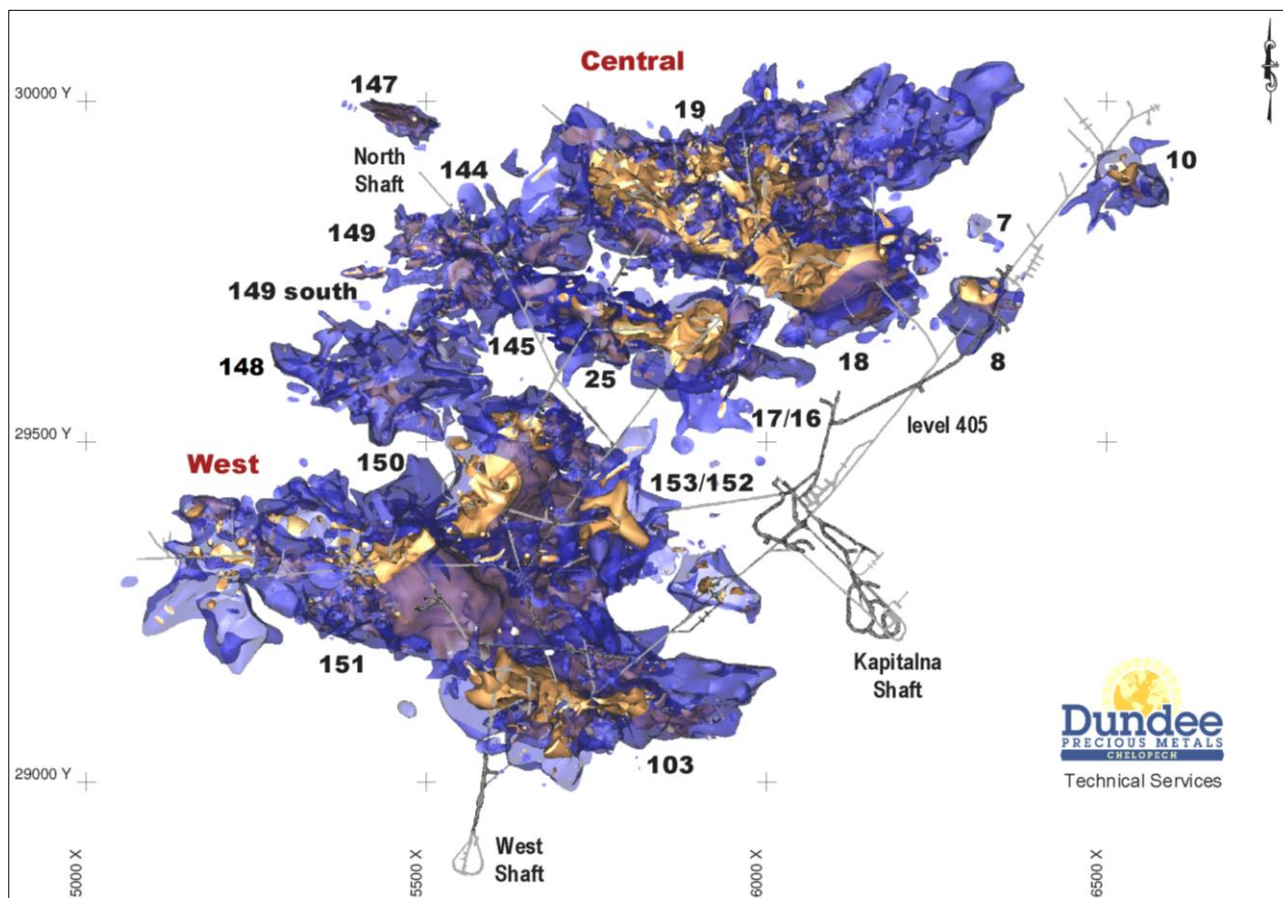 Central
30000 Y
147
19
North
Shaft
144
10
149
7
149 south
148
145
25
18
8
17/16
level 405
29500 Y
West
150
153/152
151
Kapitalna
Shaft
103
29000 Y
Dundee
PRECIOUS METALS
CHELOPECH
Technical Services
West
Shaft
5000 X
5500 X
6000 X
6500 X